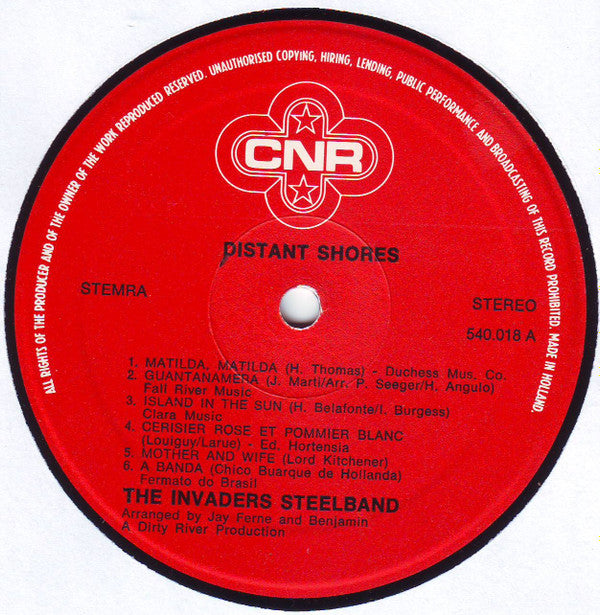 ALL RIGHTS OF THE PRODUCER AND OF THE OWNER OF THE WORK REPRODUCED RESERVED. UNAUTHORISED COPYING, HIRING, LENDING, PUBLIC PERFORMANCE AND BROADCASTING OF THIS RECORD PROHIBITED. MADE IN HOLLAND.
CNR
DISTANT SHORES
STEMRA
STEREO
540.018 A
1. MATILDA, MATILDA (H. Thomas) - Duchess Mus. Co.
2. GUANTANAMERA (J. Marti/Arr. P. Seeger/H. Angulo)
Fall River Music
3. ISLAND IN THE SUN (H. Belafonte/I. Burgess)
Clara Music
4. CERISIER ROSE ET POMMIER BLANC
(Louiguy/Larue) - Ed. Hortensia
5. MOTHER AND WIFE (Lord Kitchener)
6. A BANDA (Chico Buarque de Hollanda)
Fermato do Brasil
THE INVADERS STEELBAND
Arranged by Jay Ferne and Benjamin
A Dirty River Production